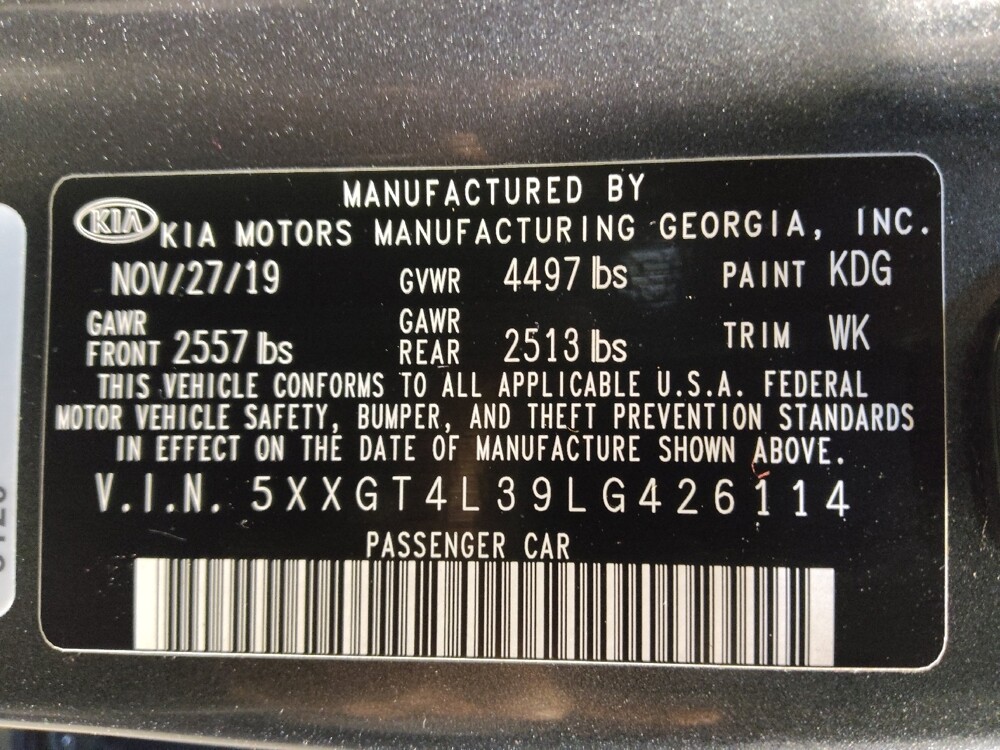 MANUFACTURED BY
KIA KIA MOTORS MANUFACTURING GEORGIA, INC.
NOV/27/19 GVWR 4497 lbs PAINT KDG
GAWR FRONT 2557 lbs GAWR REAR 2513 lbs TRIM WK
THIS VEHICLE CONFORMS TO ALL APPLICABLE U.S.A. FEDERAL
MOTOR VEHICLE SAFETY, BUMPER, AND THEFT PREVENTION STANDARDS
IN EFFECT ON THE DATE OF MANUFACTURE SHOWN ABOVE.
V.I.N. 5XXGT4L39LG426114
PASSENGER CAR